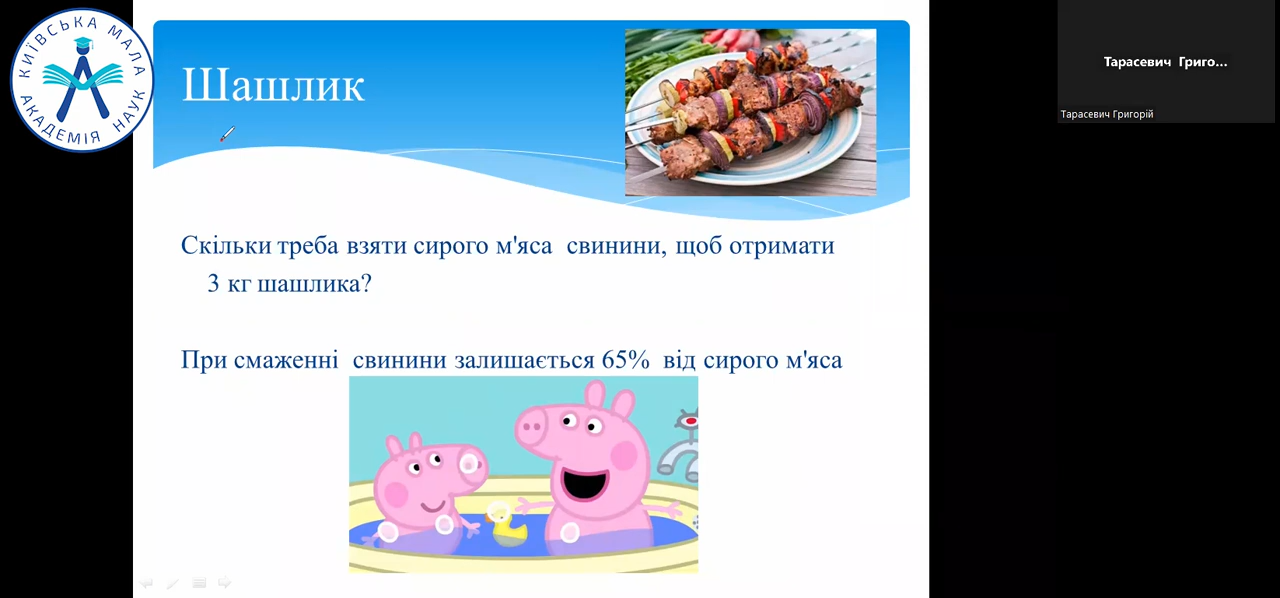 КИЇВСЬКА МАЛА
АКАДЕМІЯ НАУК
Шашлик
Скільки треба взяти сирого м'яса свинини, щоб отримати
3 кг шашлика?
При смаженні свинини залишається 65% від сирого м'яса
Тарасевич Григо...
Тарасевич Григорій